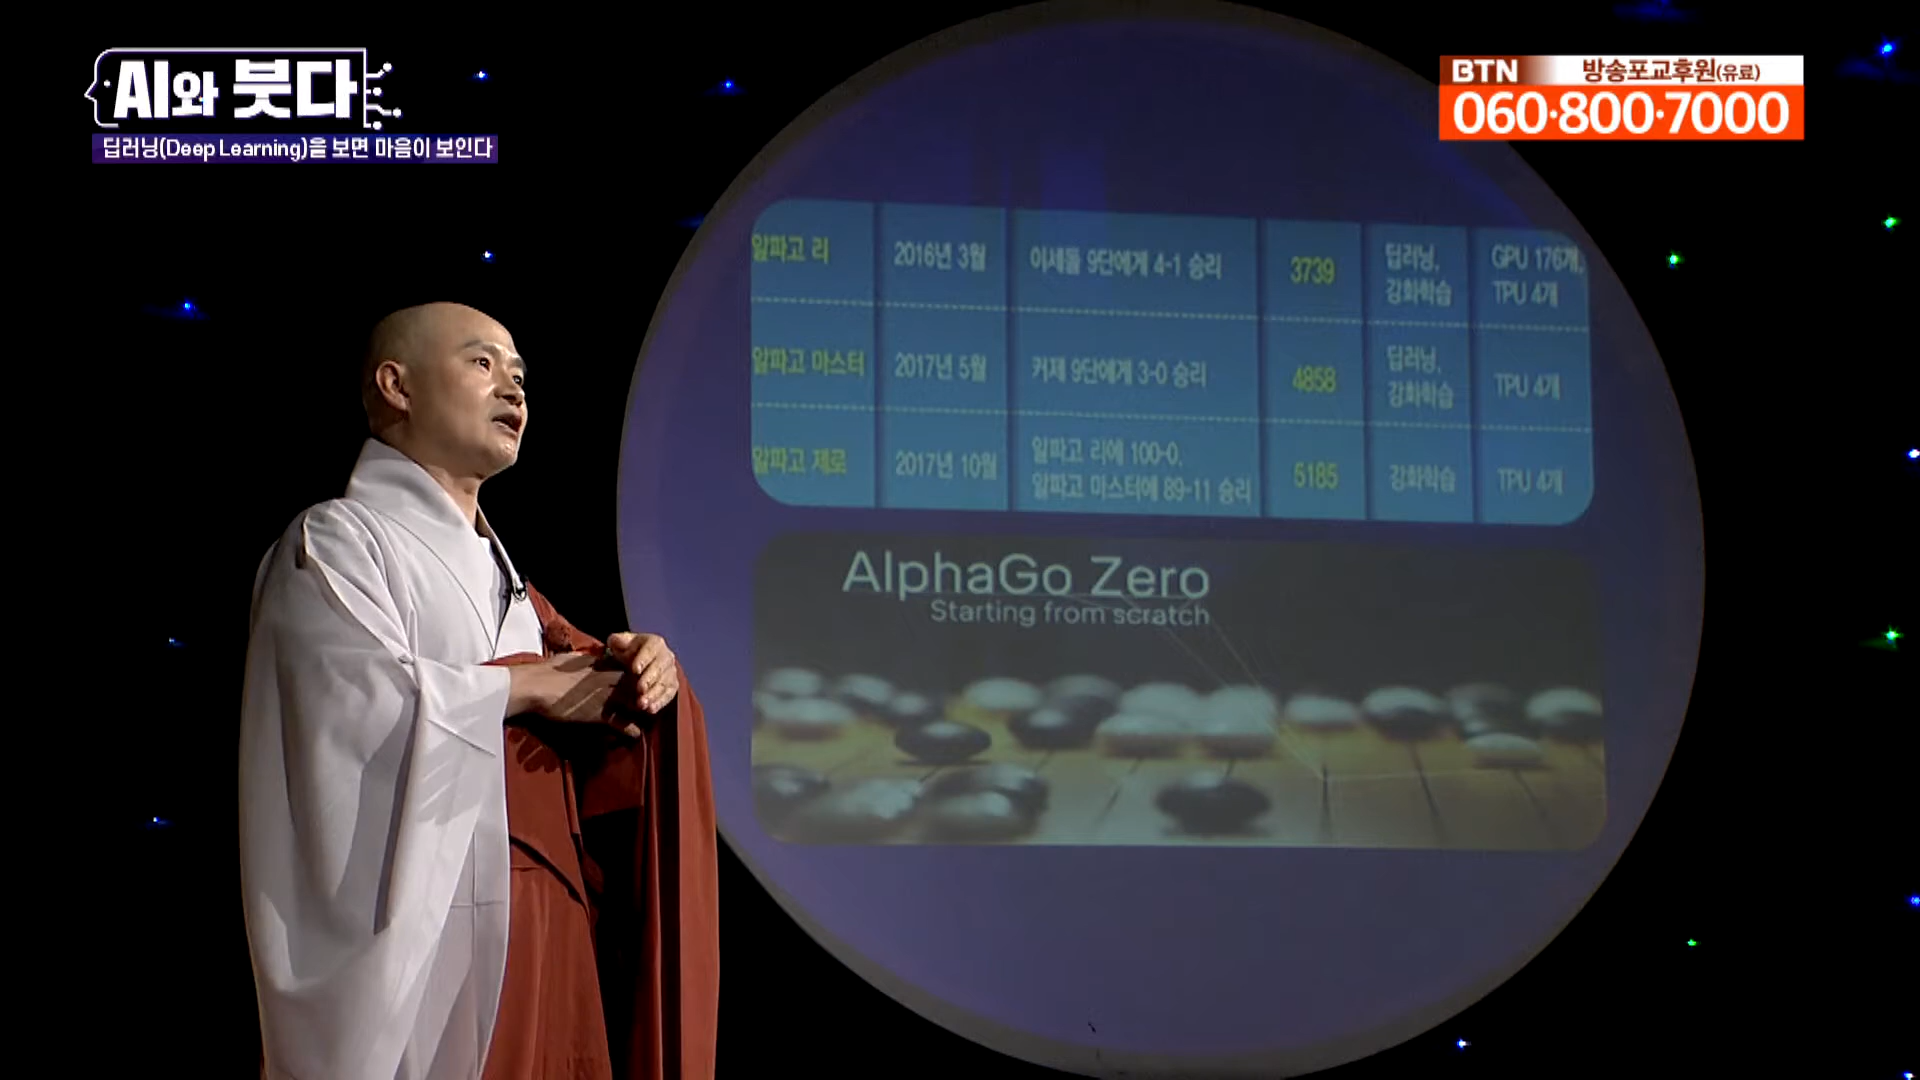 AI와 붓다
딥러닝(Deep Learning)을 보면 마음이 보인다
BTN 방송포교후원(유료)
060·800·7000
알파고 리 2016년 3월 이세돌 9단에게 4-1 승리 3739 딥러닝, 강화학습 GPU 176개, TPU 4개
알파고 마스터 2017년 5월 커제 9단에게 3-0 승리 4858 딥러닝, 강화학습 TPU 4개
알파고 제로 2017년 10월 알파고 리에 100-0, 알파고 마스터에 89-11 승리 5185 강화학습 TPU 4개
AlphaGo Zero
Starting from scratch